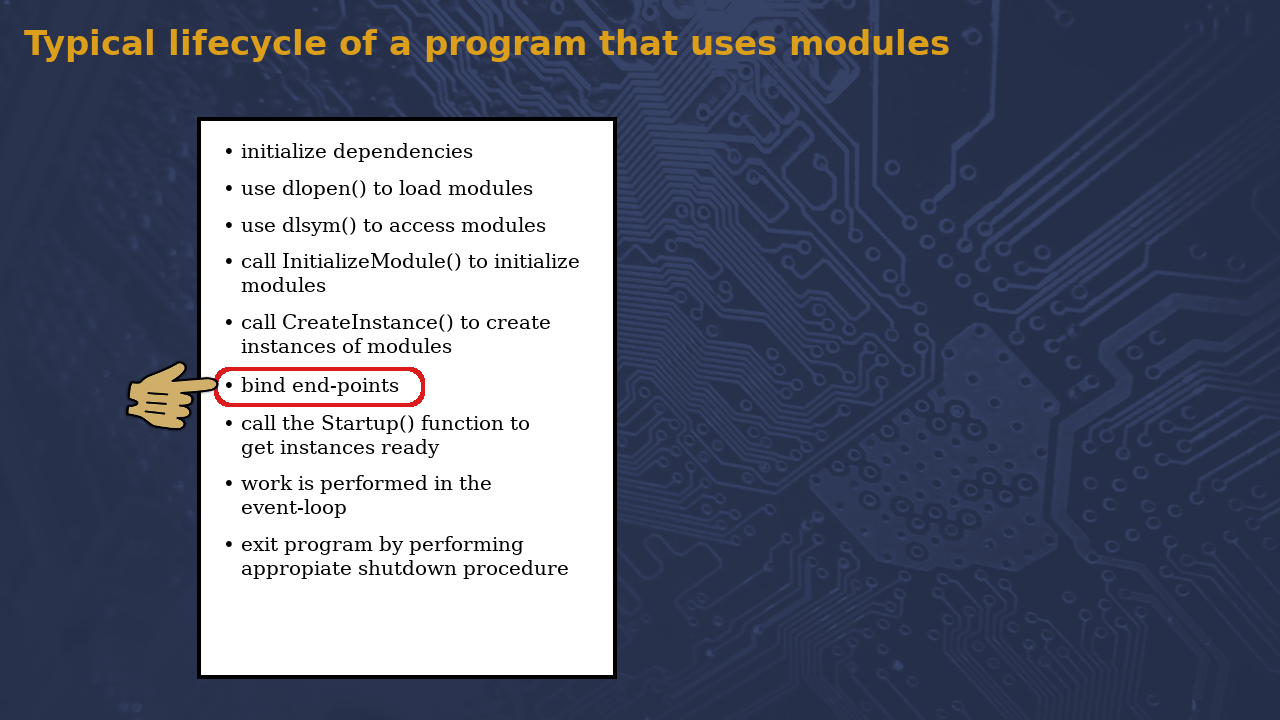 Typical lifecycle of a program that uses modules
• initialize dependencies
• use dlopen() to load modules
• use dlsym() to access modules
• call InitializeModule() to initialize
modules
• call CreateInstance() to create
instances of modules
• bind end-points
• call the Startup() function to
get instances ready
• work is performed in the
event-loop
• exit program by performing
appropiate shutdown procedure